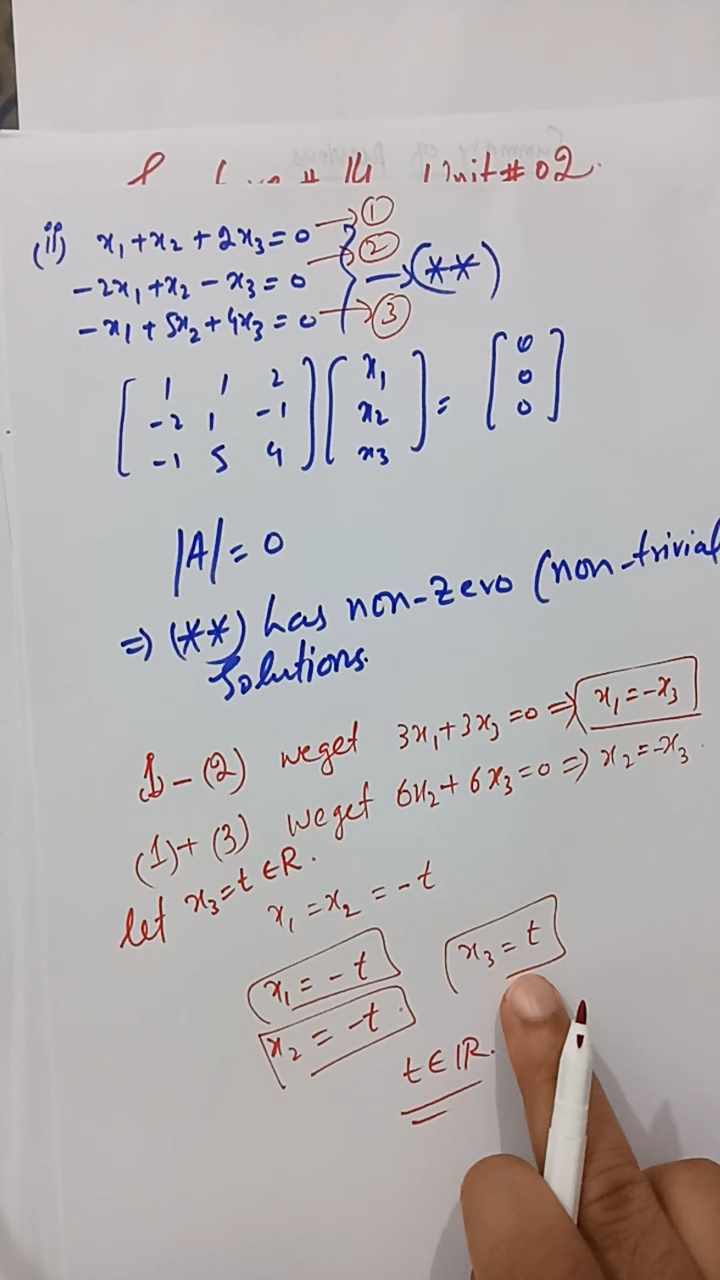 # 14 Unit # 02.
(ii) x₁ + x₂ + 2x₃ = 0 → ①
-2x₁ + x₂ - x₃ = 0 → ② → (**)
-x₁ + 5x₂ + 4x₃ = 0 → ③
[1 1 2] [x₁] = [0]
[-2 1 -1] [x₂] [0]
[-1 5 4] [x₃] [0]
|A| = 0
⇒ (**) has non-zero (non-trivial
Solutions.
1 - (2) we get 3x₁ + 3x₃ = 0 ⇒ x₁ = -x₃
(1) + (3) we get 6x₂ + 6x₃ = 0 ⇒ x₂ = -x₃.
let x₃ = t ∈ R.
x₁ = x₂ = -t
x₁ = -t x₃ = t
x₂ = -t.
t ∈ IR.